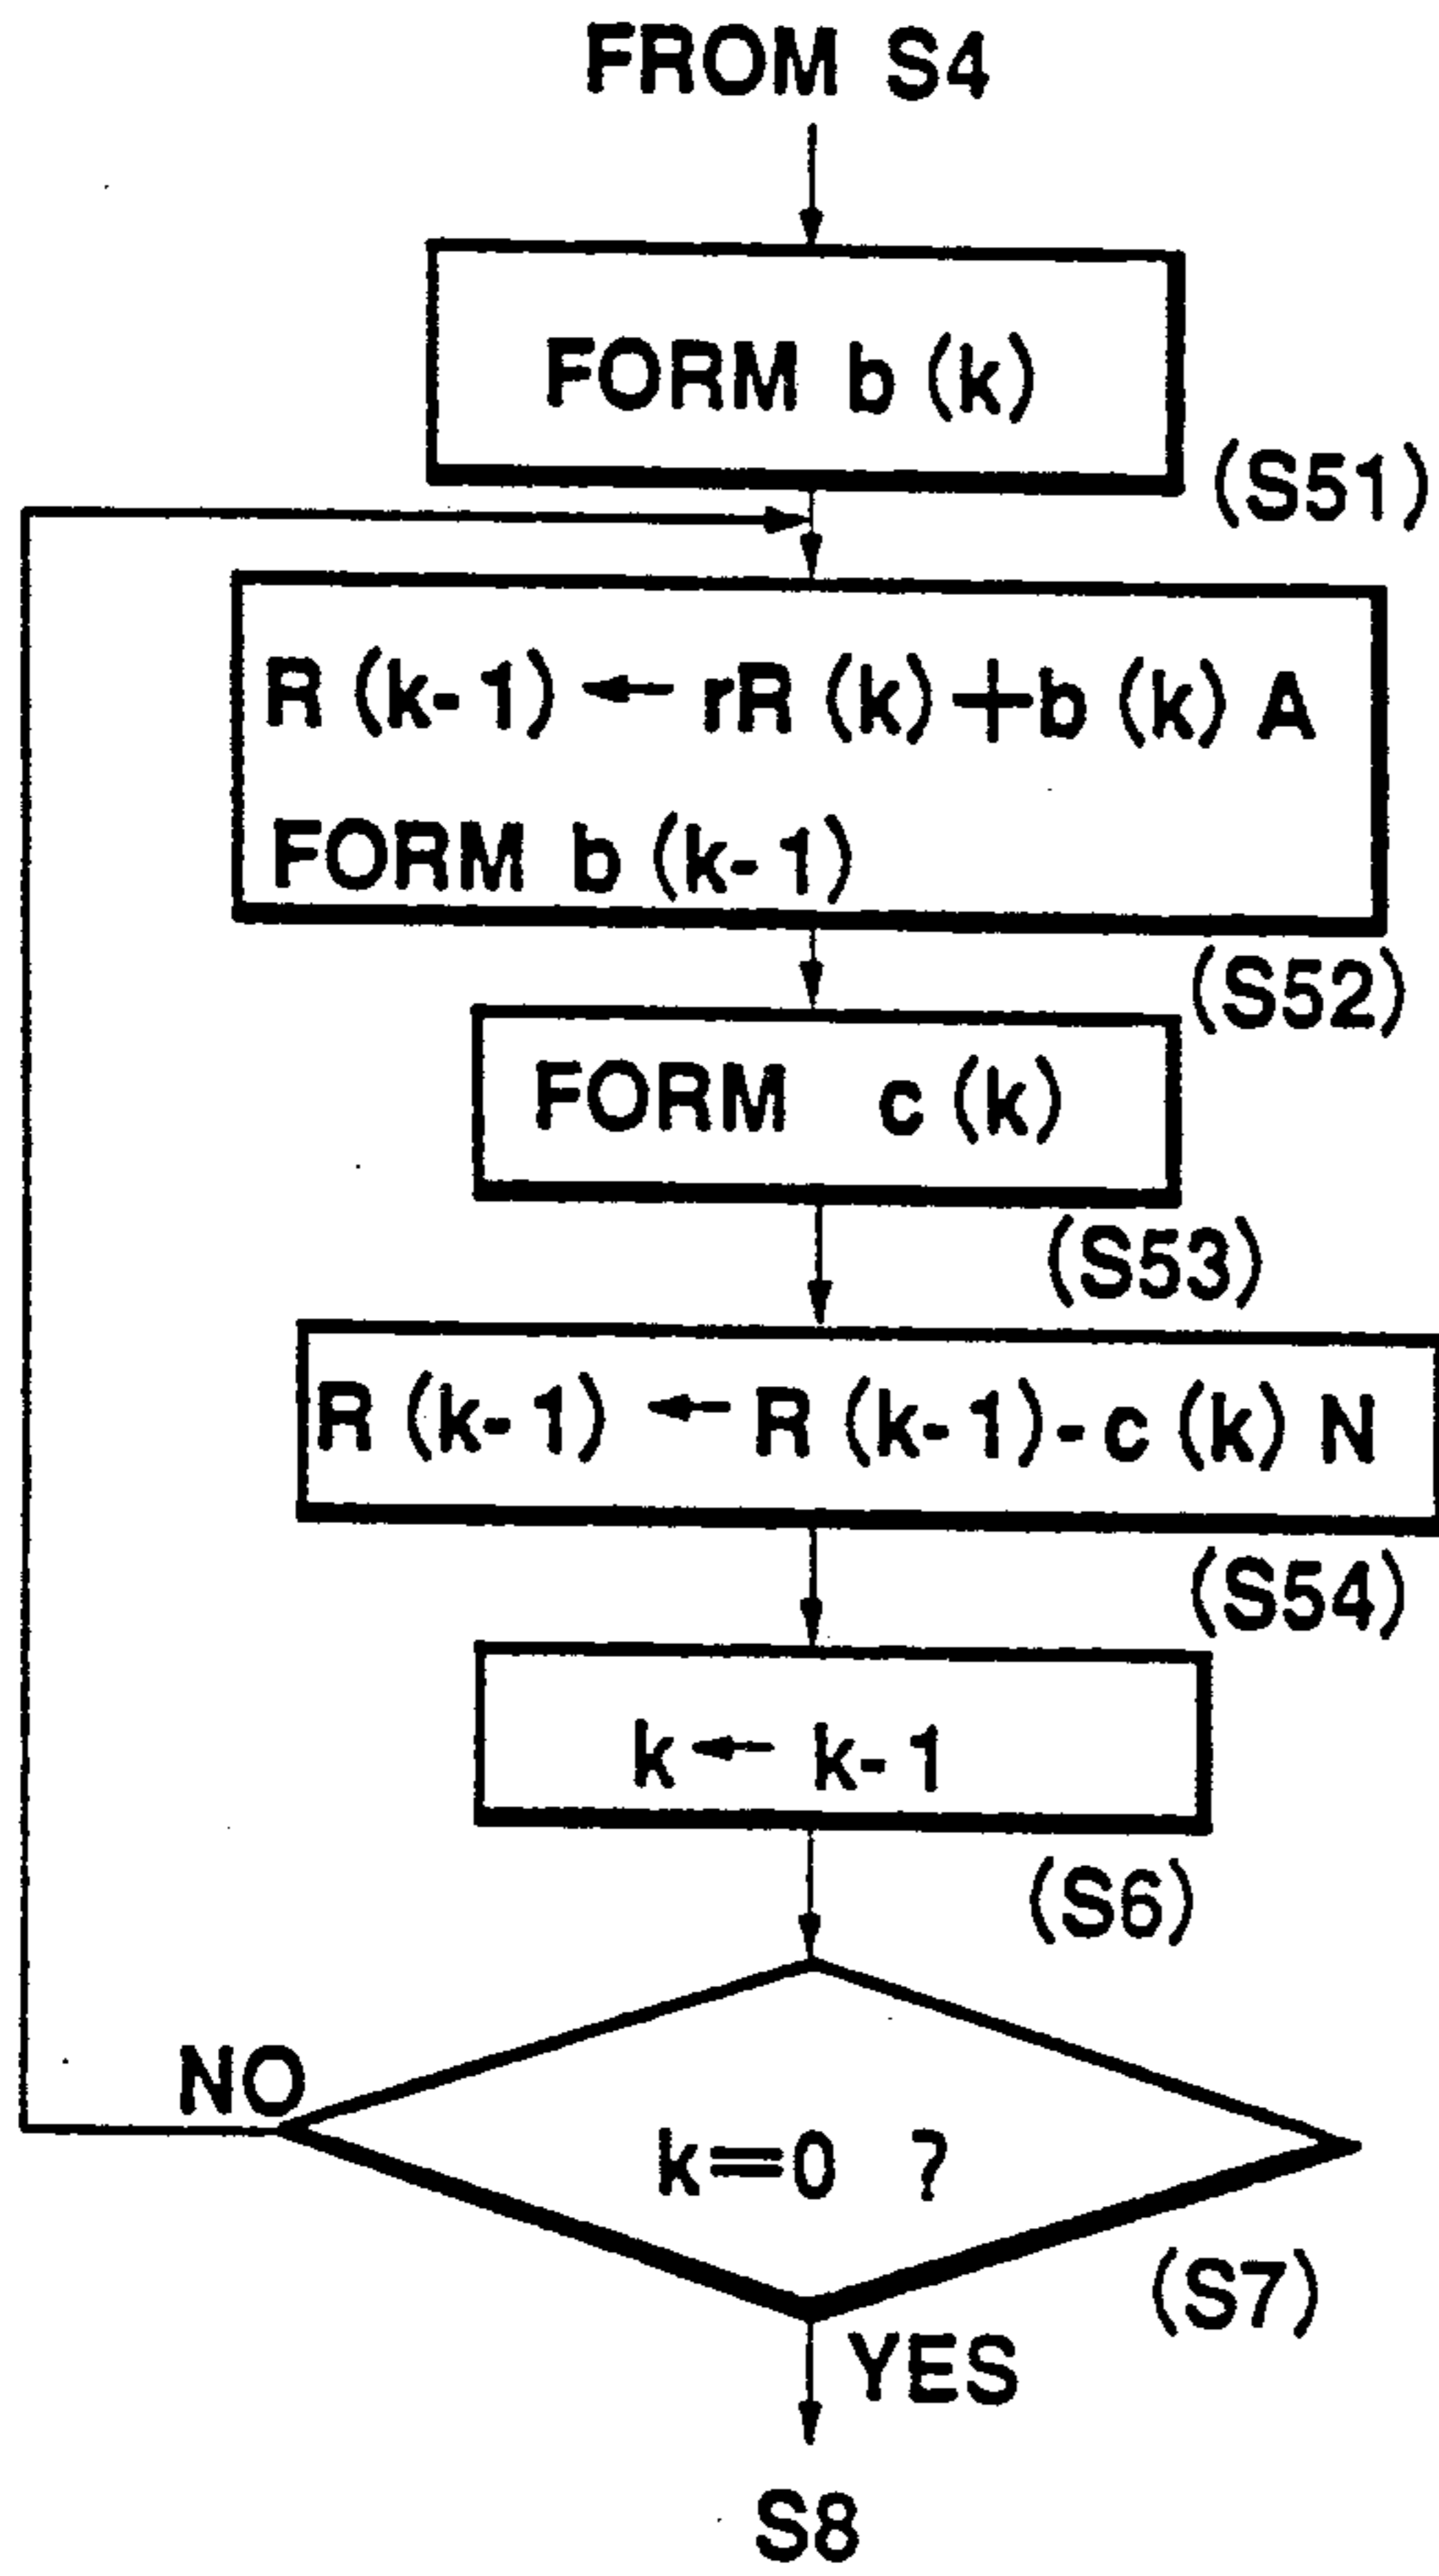 FROM S4
FORM b (k)
(S51)
R (k-1) ← rR (k) + b (k) A
FORM b (k-1)
(S52)
FORM c (k)
(S53)
R (k-1) ← R (k-1) - c (k) N
(S54)
k ← k-1
(S6)
NO
k=0 ?
(S7)
YES
S8